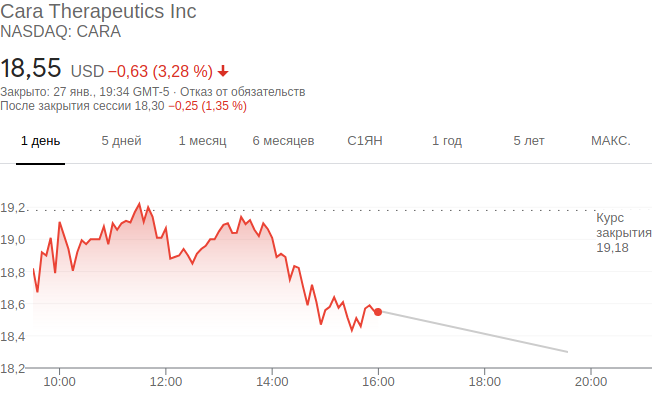 Cara Therapeutics Inc
NASDAQ: CARA
18,55 USD −0,63 (3,28 %)
Закрыто: 27 янв., 19:34 GMT-5 · Отказ от обязательств
После закрытия сессии 18,30 −0,25 (1,35 %)
1 день 5 дней 1 месяц 6 месяцев С1ЯН 1 год 5 лет МАКС.
19,2
19,0
18,8
18,6
18,4
18,2
Курс
закрытия
19,18
10:00 12:00 14:00 16:00 18:00 20:00